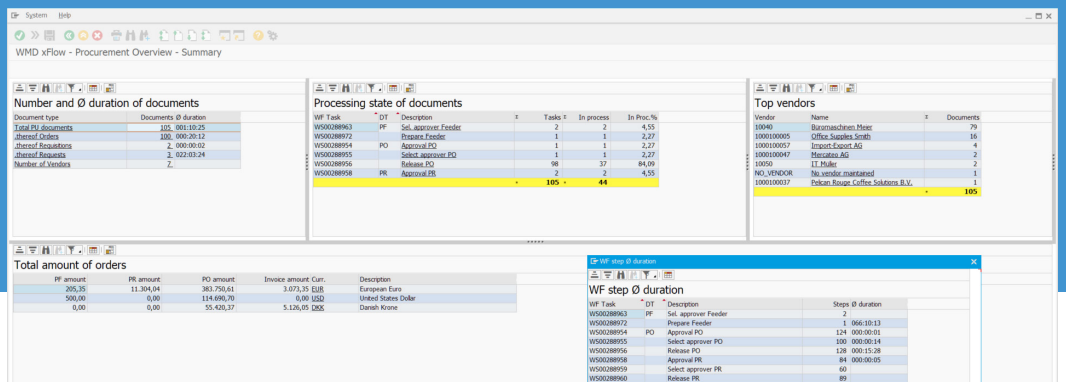 System Help
WMD xFlow - Procurement Overview - Summary
Number and Ø duration of documents
Document type Documents Ø duration
Total PU documents 105 001:10:25
.thereof Orders 100 000:20:12
.thereof Requisitions 2 000:00:02
.thereof Requests 3 022:03:24
Number of Vendors 7
Processing state of documents
WF Task DT Description Σ Tasks Σ In process In Proc.%
WS00288963 PF Sel. approver Feeder 2 2 4,55
WS00288972 Prepare Feeder 1 1 2,27
WS00288954 PO Approval PO 1 1 2,27
WS00288955 Select approver PO 1 1 2,27
WS00288956 Release PO 98 37 84,09
WS00288958 PR Approval PR 2 2 4,55
105 44
Top vendors
Vendor Name Σ Documents
10040 Büromaschinen Meier 79
1000100005 Office Supplies Smith 16
1000100057 Import-Export AG 4
1000100047 Mercateo AG 2
10050 IT Müller 2
NO_VENDOR No vendor maintained 1
1000100037 Pelican Rouge Coffee Solutions B.V. 1
105
Total amount of orders
PF amount PR amount PO amount Invoice amount Curr. Description
205,35 11.304,04 383.750,61 3.073,35 EUR European Euro
500,00 0,00 114.690,70 0,00 USD United States Dollar
0,00 0,00 55.420,37 5.126,05 DKK Danish Krone
WF step Ø duration
WF step Ø duration
WF Task DT Description Steps Ø duration
WS00288963 PF Sel. approver Feeder 2
WS00288972 Prepare Feeder 1 066:10:13
WS00288954 PO Approval PO 124 000:00:01
WS00288955 Select approver PO 100 000:00:14
WS00288956 Release PO 128 000:15:28
WS00288958 Approval PR 84 000:00:05
WS00288959 Select approver PR 60
WS00288960 Release PR 89